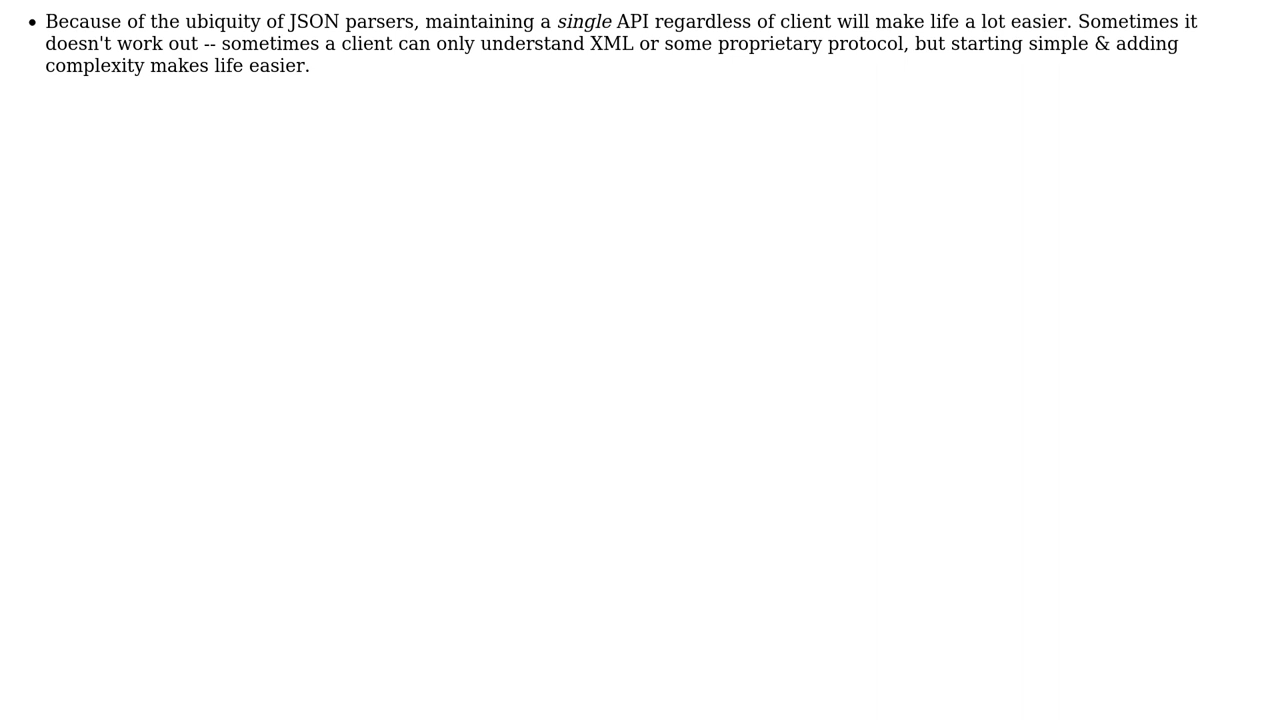 • Because of the ubiquity of JSON parsers, maintaining a single API regardless of client will make life a lot easier. Sometimes it
doesn't work out -- sometimes a client can only understand XML or some proprietary protocol, but starting simple & adding
complexity makes life easier.